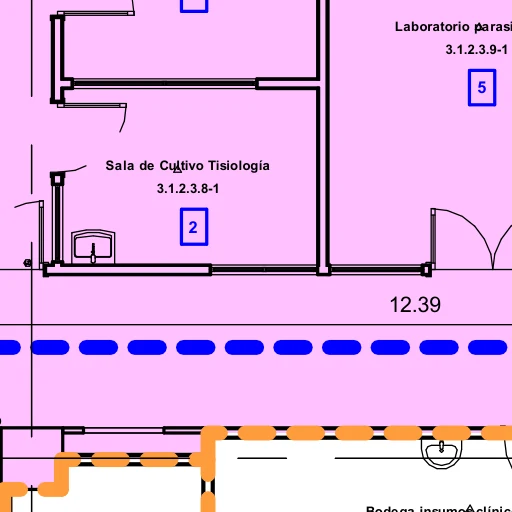 Laboratorio parasi
3.1.2.3.9-1
5
Sala de Cultivo Tisiología
3.1.2.3.8-1
2
12.39
Bodega insumos clínic